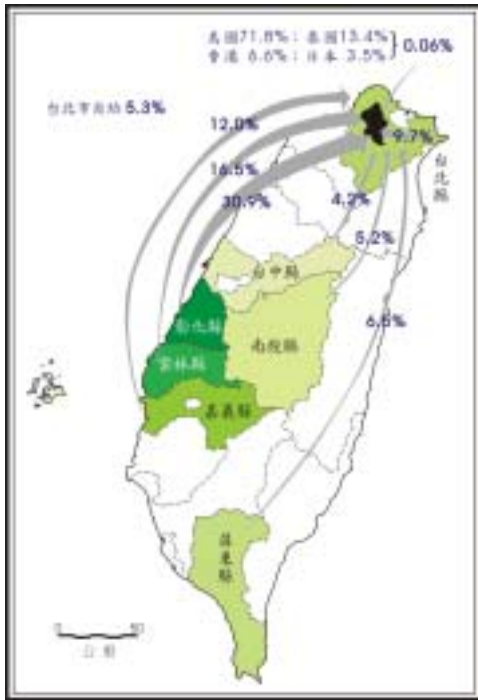 美國71.8%；泰國13.4%
香港 6.6%；日本 3.5%
0.06%
台北市 5.3%
12.0%
9.7%
台北縣
16.5%
30.9%
4.2%
5.2%
台中縣
6.5%
彰化縣
南投縣
雲林縣
嘉義縣
屏東縣
0 50
公里